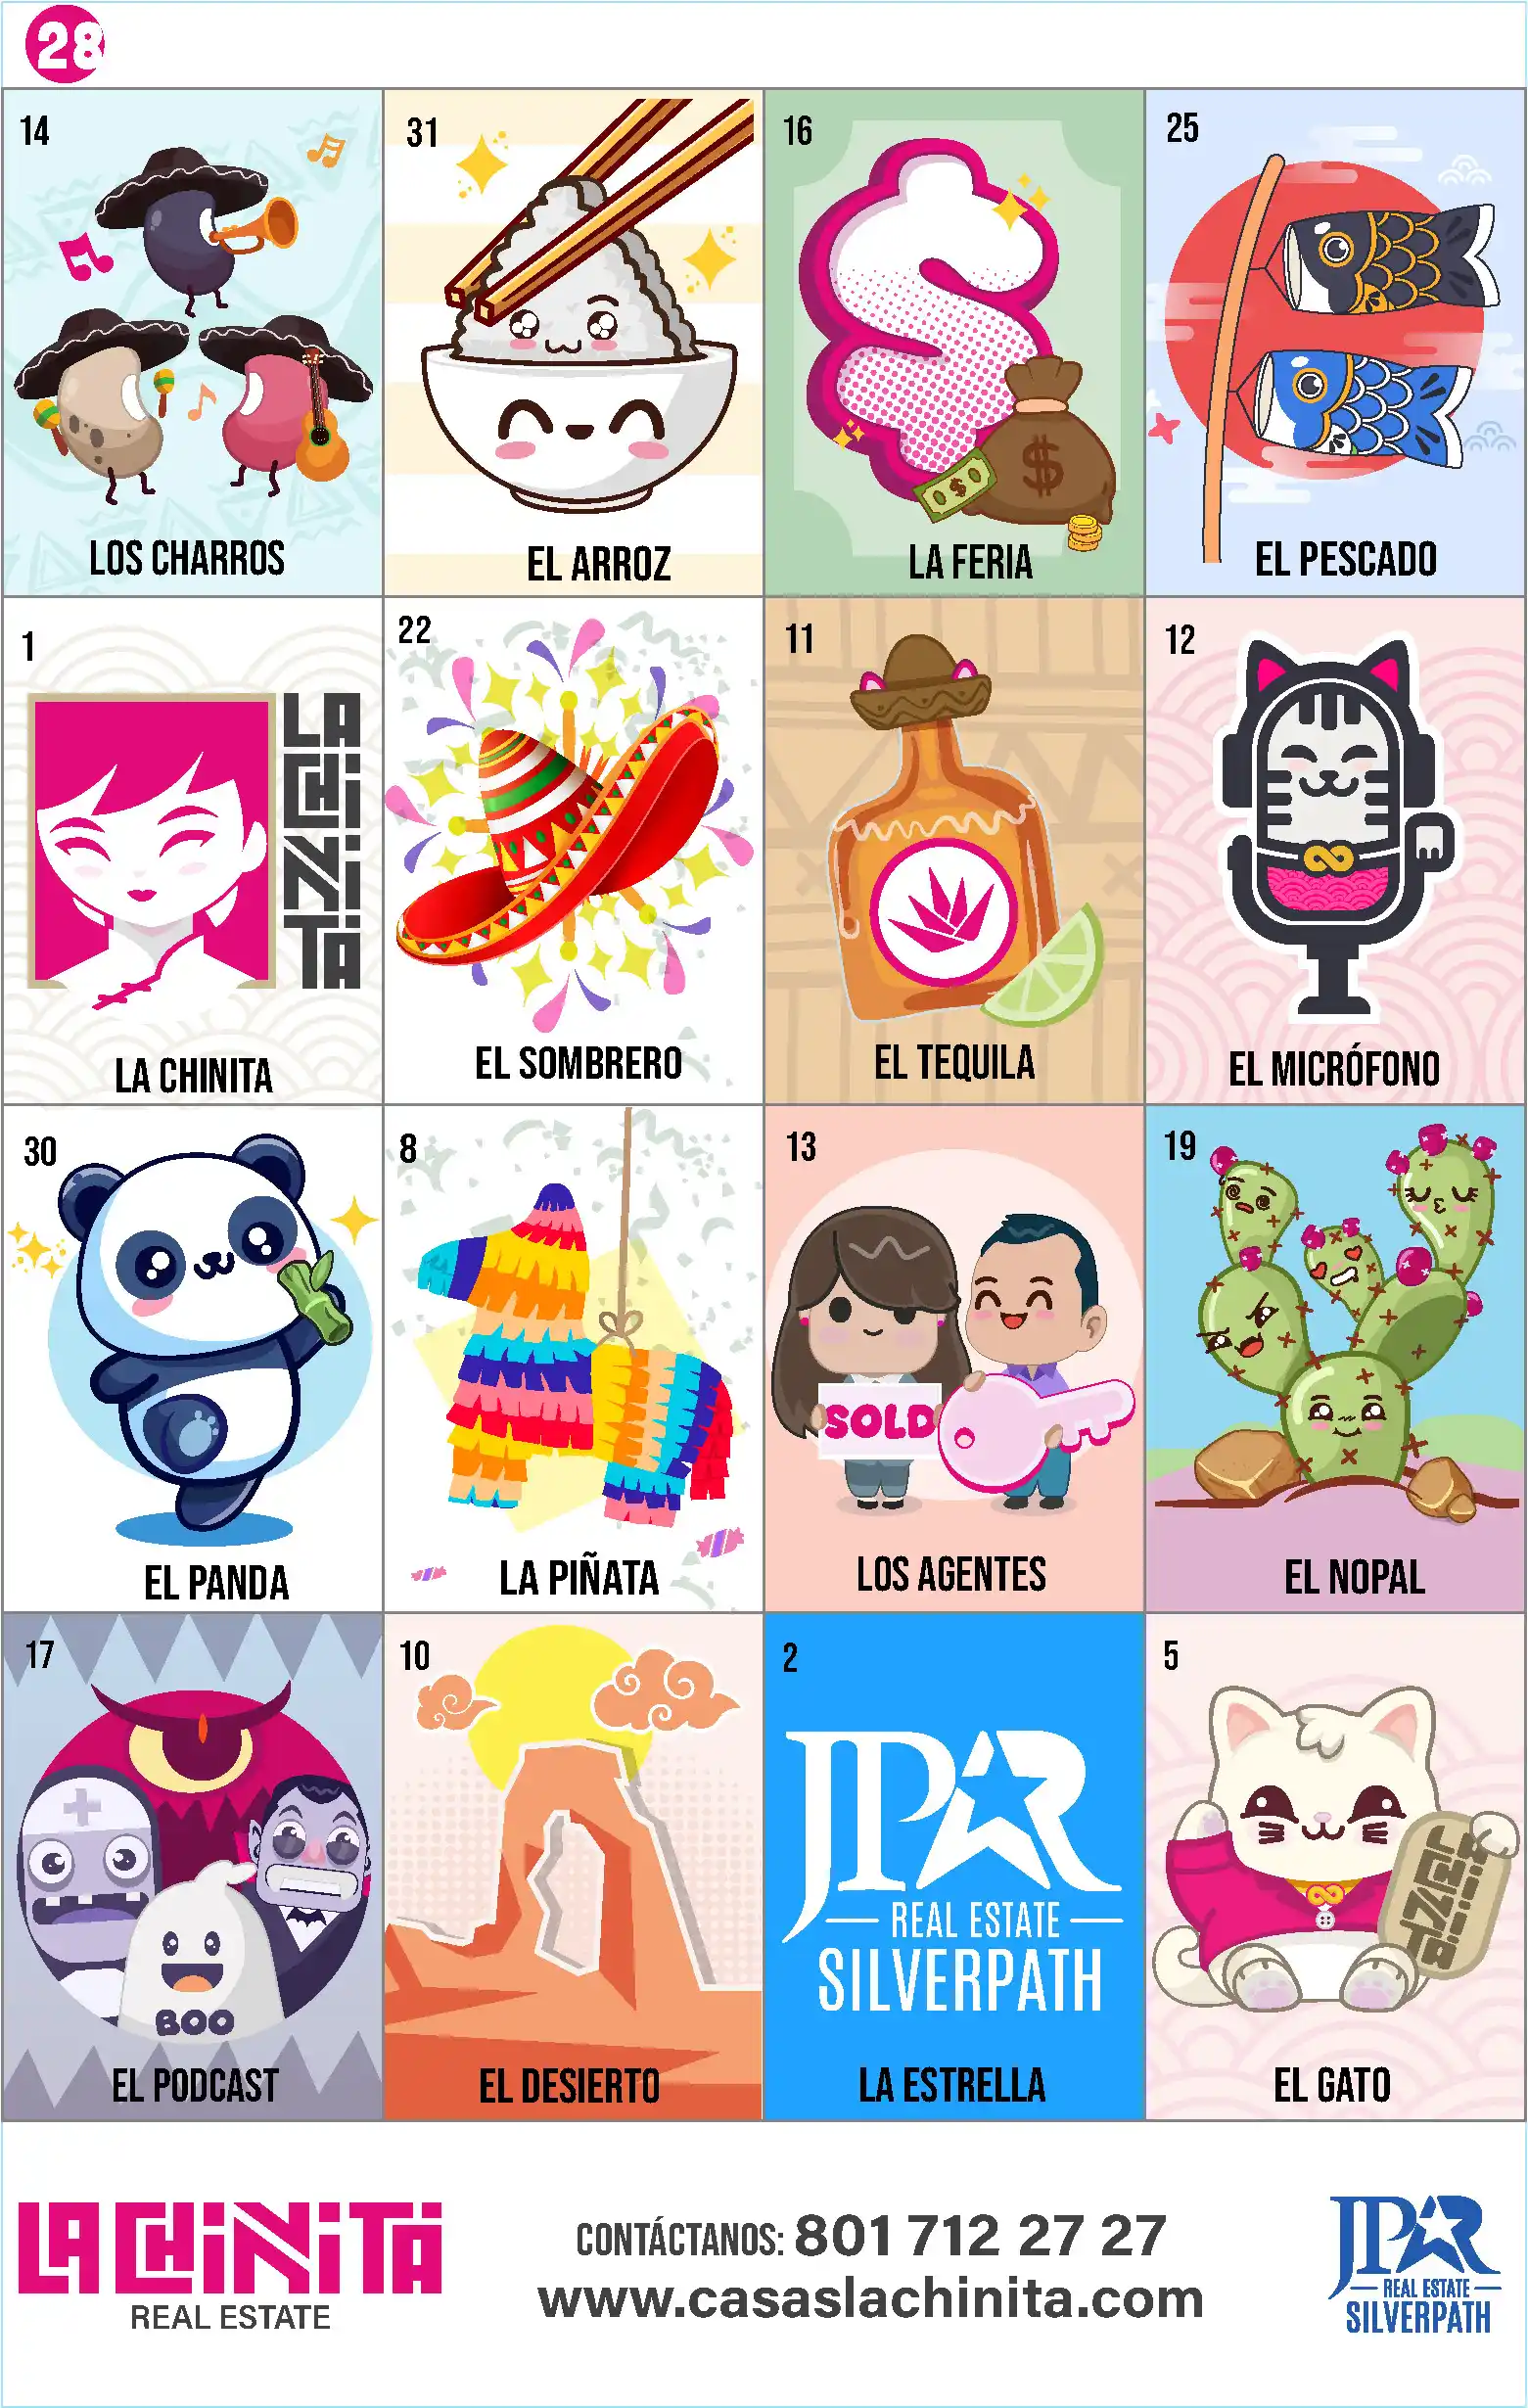 28
14
LOS CHARROS
31
EL ARROZ
16
$
$
LA FERIA
25
EL PESCADO
1
LA CHINITA
LA CHINITA
22
EL SOMBRERO
11
EL TEQUILA
12
EL MICRÓFONO
30
EL PANDA
8
LA PIÑATA
13
SOLD
LOS AGENTES
19
EL NOPAL
17
BOO
EL PODCAST
10
EL DESIERTO
2
JPAR
REAL ESTATE
SILVERPATH
LA ESTRELLA
5
LA CHINITA
EL GATO
LA CHINITA
REAL ESTATE
CONTÁCTANOS: 801 712 27 27
www.casaslachinita.com
JPAR
REAL ESTATE
SILVERPATH